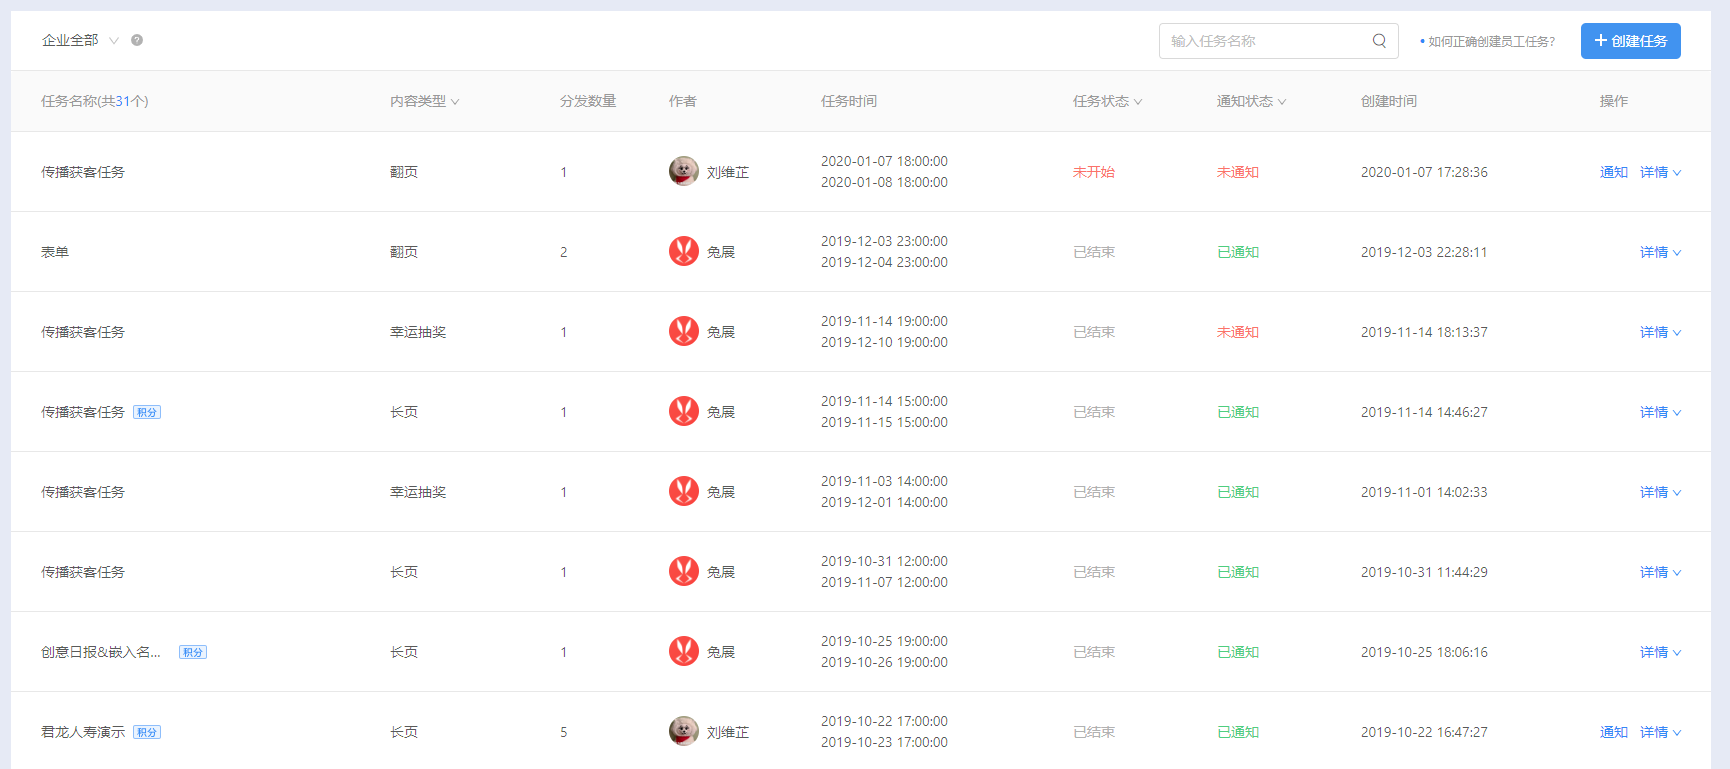 企业全部 ?
输入任务名称 如何正确创建员工任务? 创建任务
任务名称(共31个) 内容类型 分发数量 作者 任务时间 任务状态 通知状态 创建时间 操作
传播获客任务 翻页 1 刘维芷 2020-01-07 18:00:00 未开始 未通知 2020-01-07 17:28:36 通知 详情
2020-01-08 18:00:00
表单 翻页 2 兔展 2019-12-03 23:00:00 已结束 已通知 2019-12-03 22:28:11 详情
2019-12-04 23:00:00
传播获客任务 幸运抽奖 1 兔展 2019-11-14 19:00:00 已结束 未通知 2019-11-14 18:13:37 详情
2019-12-10 19:00:00
传播获客任务 积分 长页 1 兔展 2019-11-14 15:00:00 已结束 已通知 2019-11-14 14:46:27 详情
2019-11-15 15:00:00
传播获客任务 幸运抽奖 1 兔展 2019-11-03 14:00:00 已结束 已通知 2019-11-01 14:02:33 详情
2019-12-01 14:00:00
传播获客任务 长页 1 兔展 2019-10-31 12:00:00 已结束 已通知 2019-10-31 11:44:29 详情
2019-11-07 12:00:00
创意日报&嵌入名... 积分 长页 1 兔展 2019-10-25 19:00:00 已结束 已通知 2019-10-25 18:06:16 详情
2019-10-26 19:00:00
君龙人寿演示 积分 长页 5 刘维芷 2019-10-22 17:00:00 已结束 已通知 2019-10-22 16:47:27 通知 详情
2019-10-23 17:00:00